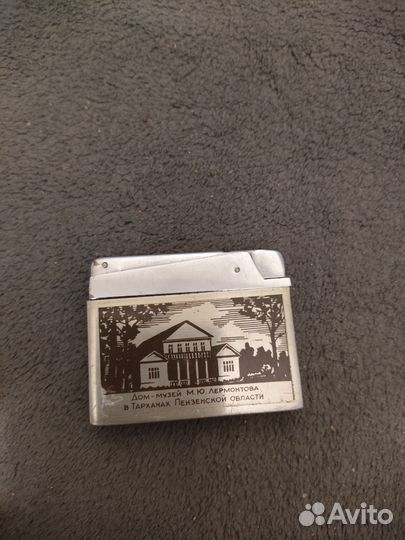 Дом-музей М.Ю. Лермонтова
в Тарханах Пензенской области
Avito